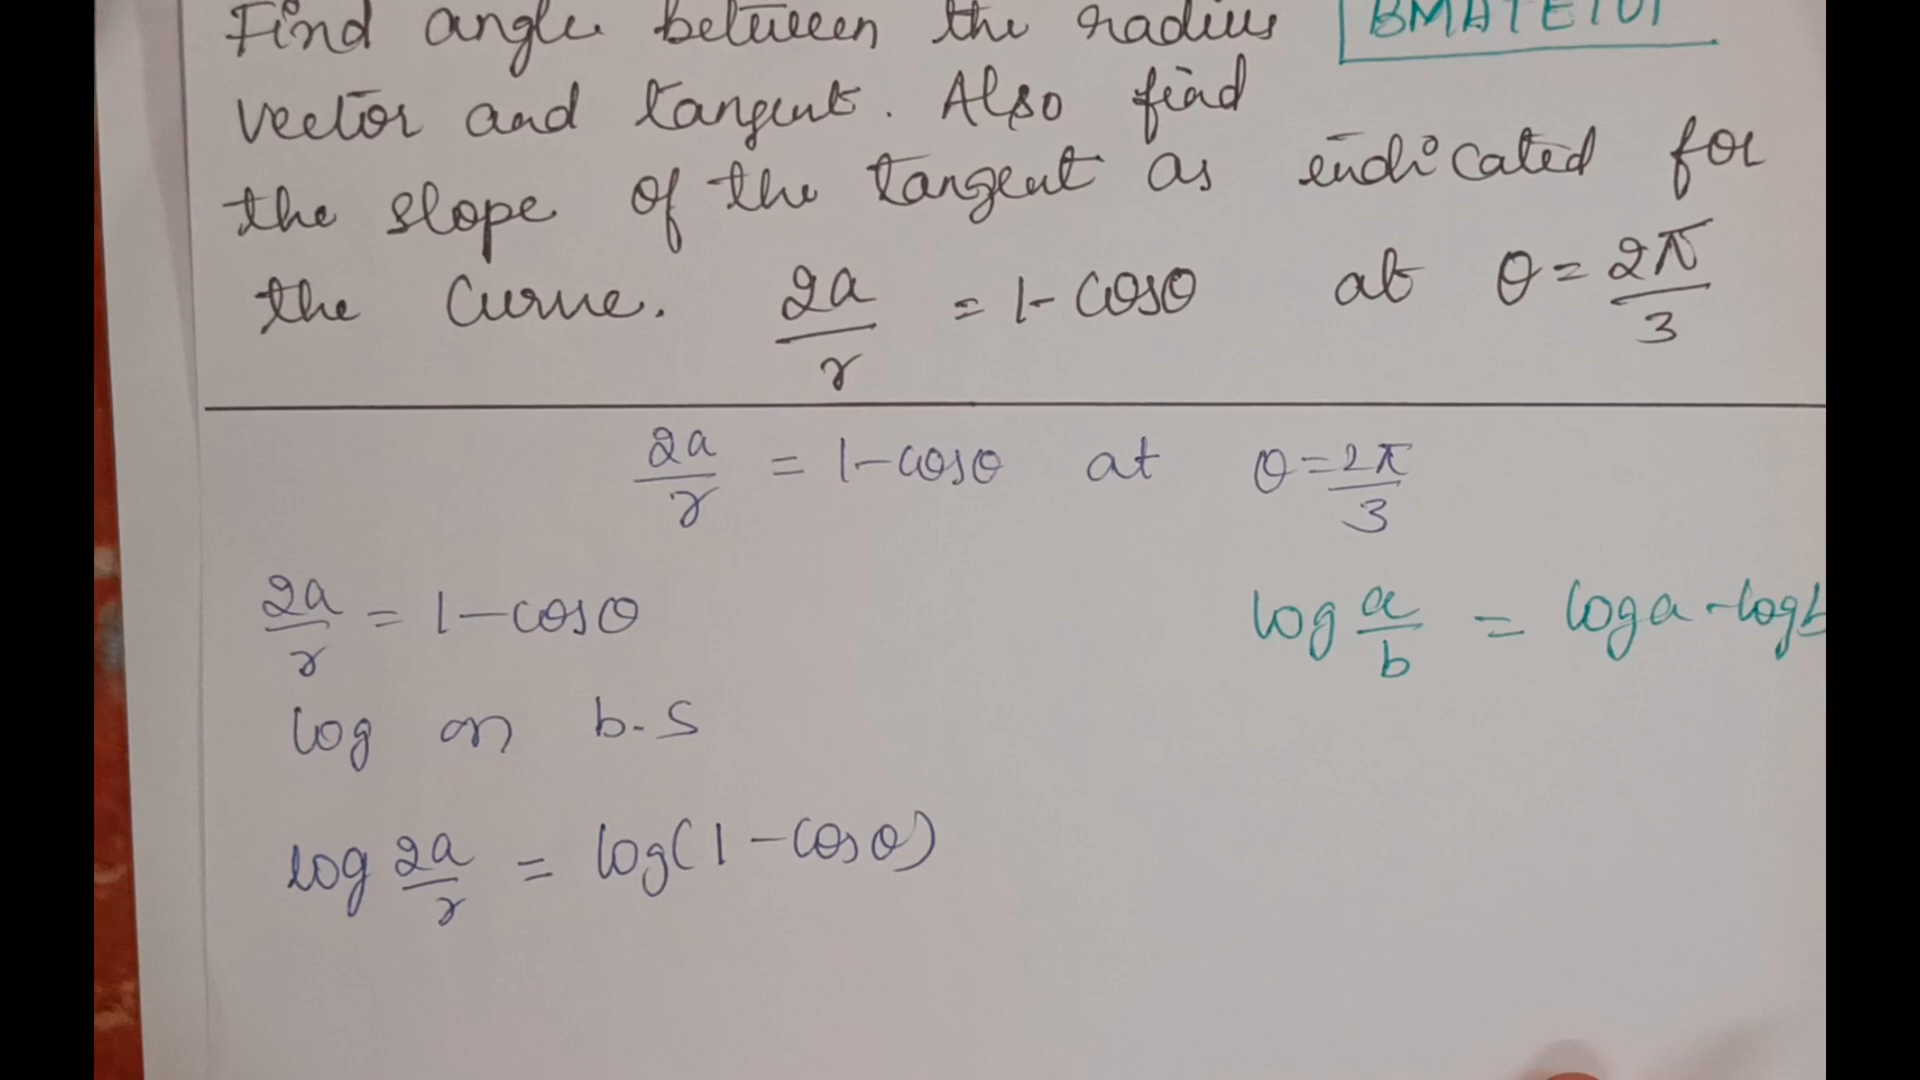 Find angle between the radius
BMATE101
vector and tangent. Also find
the slope of the tangent as indicated for
the curve. 2a/r = 1 - cosθ at θ = 2π/3
2a/r = 1 - cosθ at θ = 2π/3
2a/r = 1 - cosθ
log a/b = log a - log b
log on b.s
log 2a/r = log(1 - cosθ)